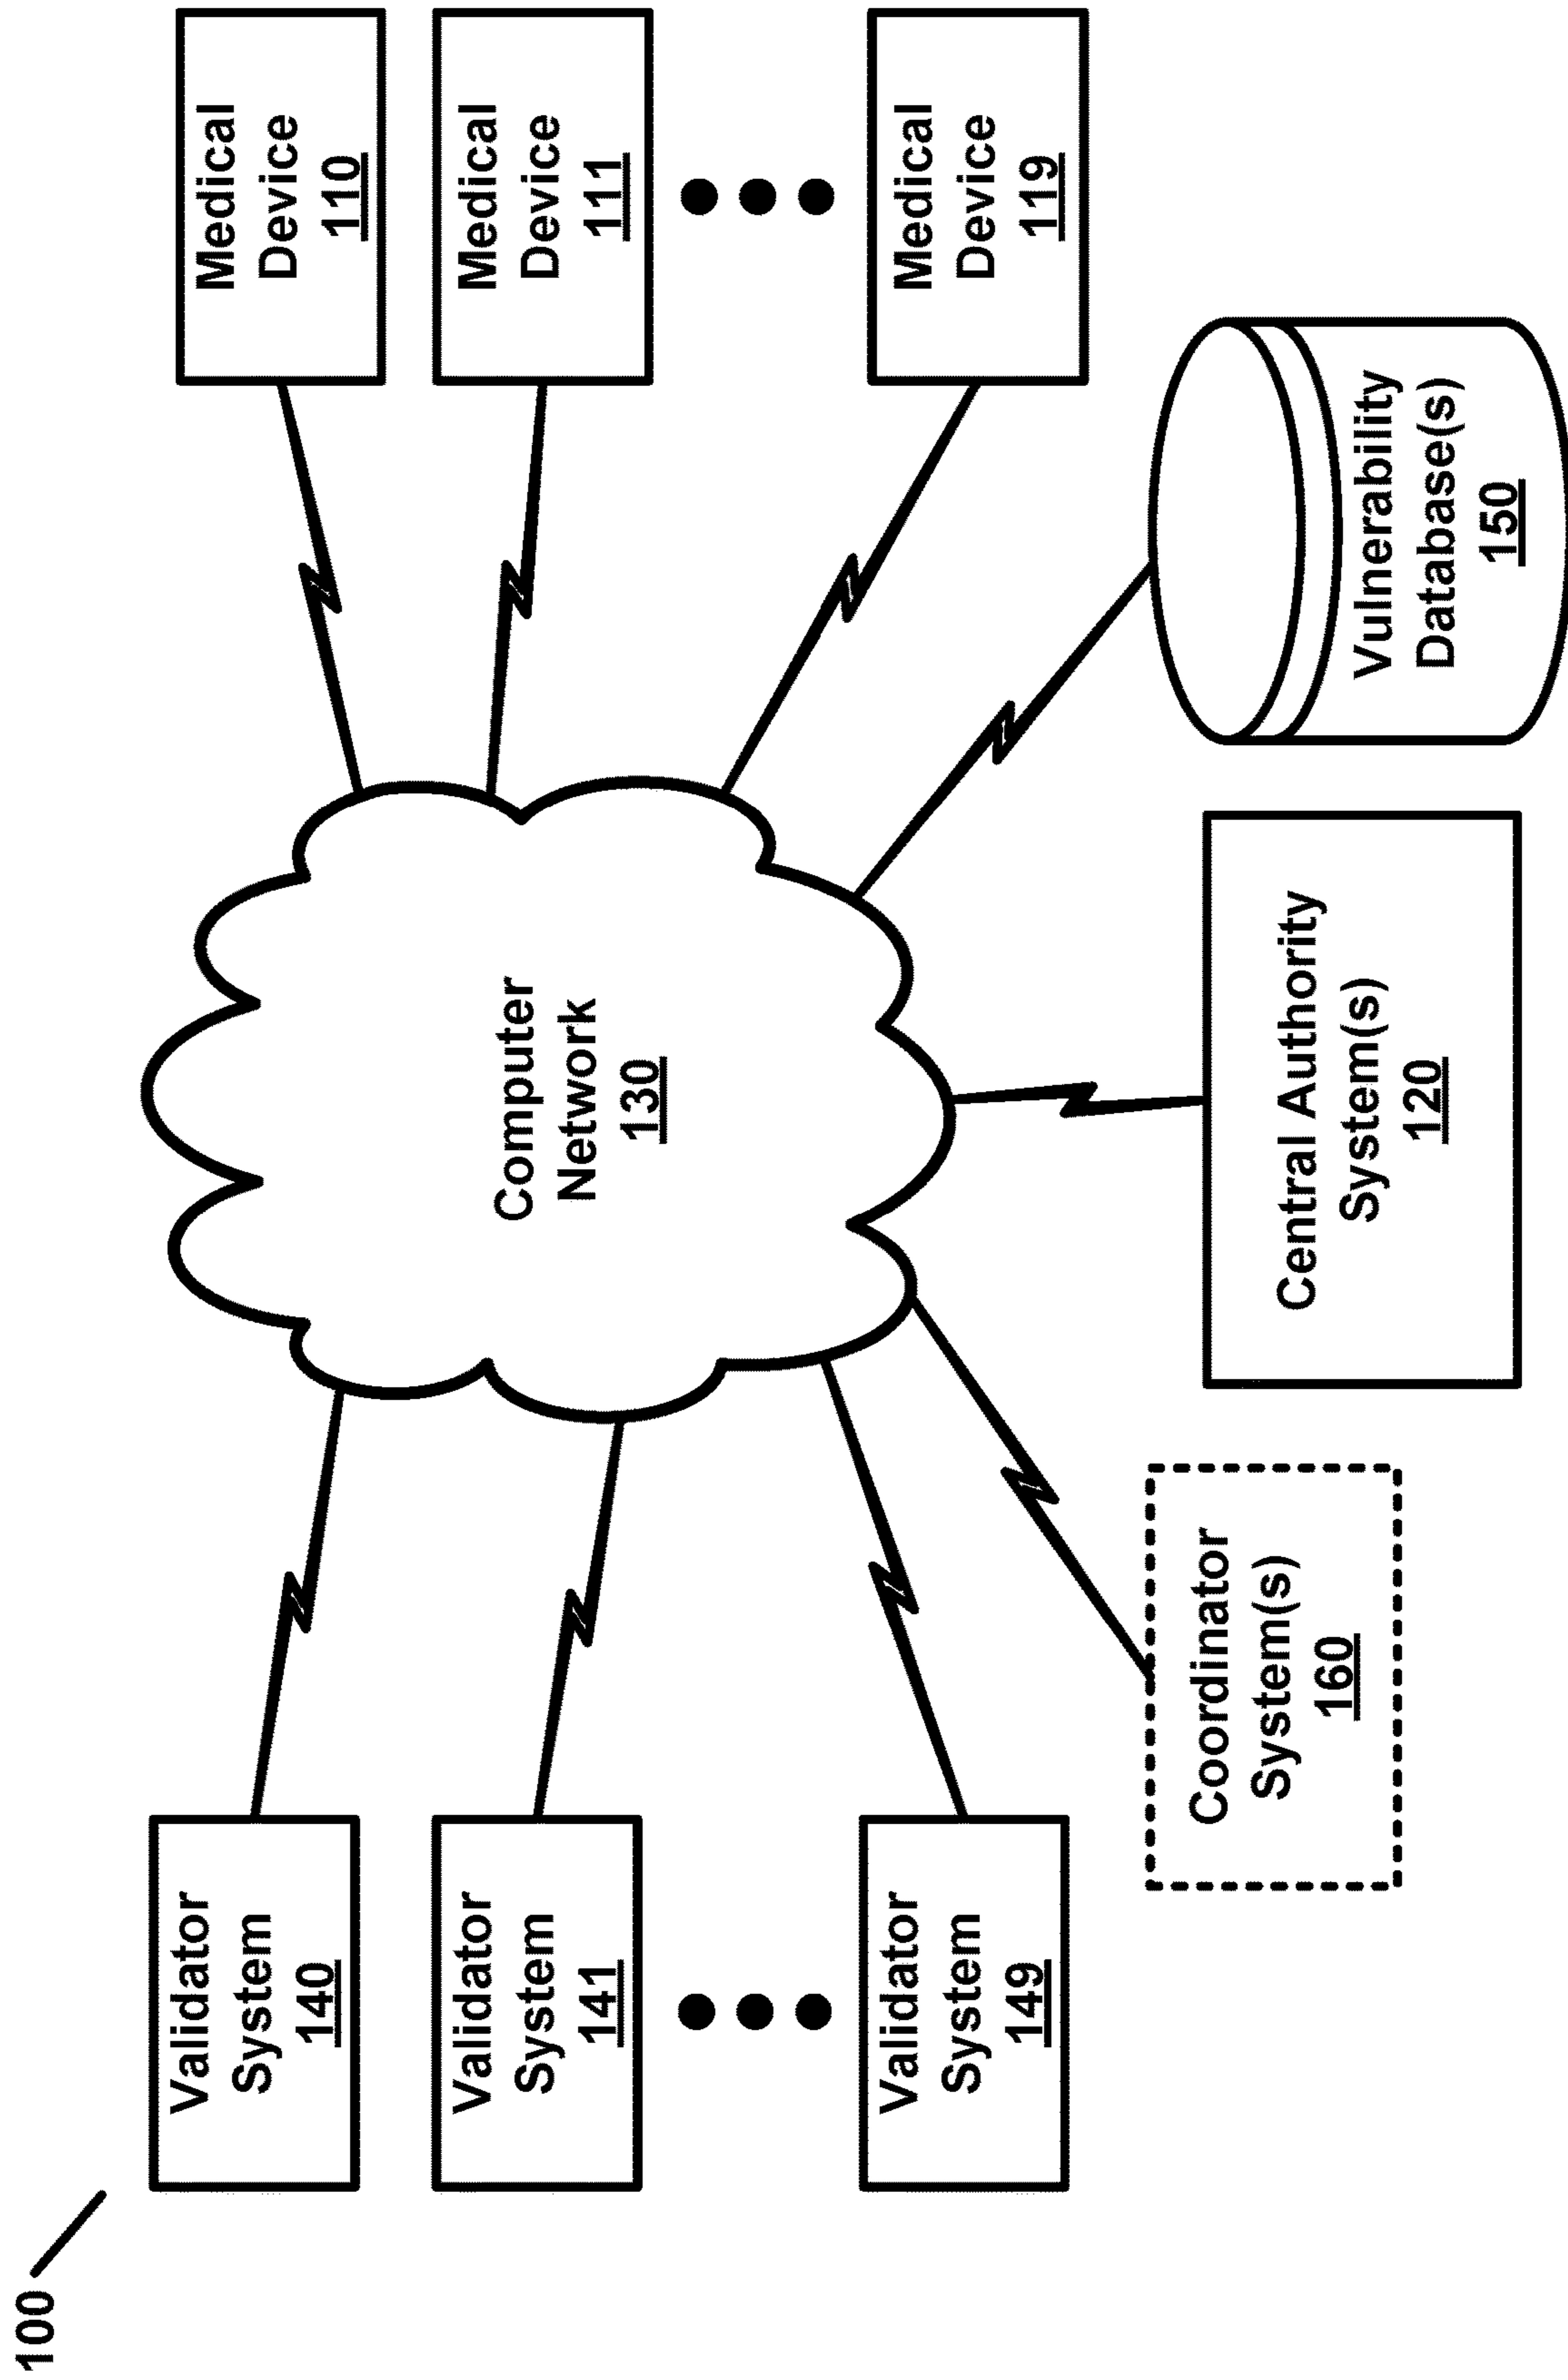 100
Validator
System
140
Validator
System
141
Validator
System
149
Computer
Network
130
Medical
Device
110
Medical
Device
111
Medical
Device
119
Coordinator
System(s)
160
Central Authority
System(s)
120
Vulnerability
Database(s)
150